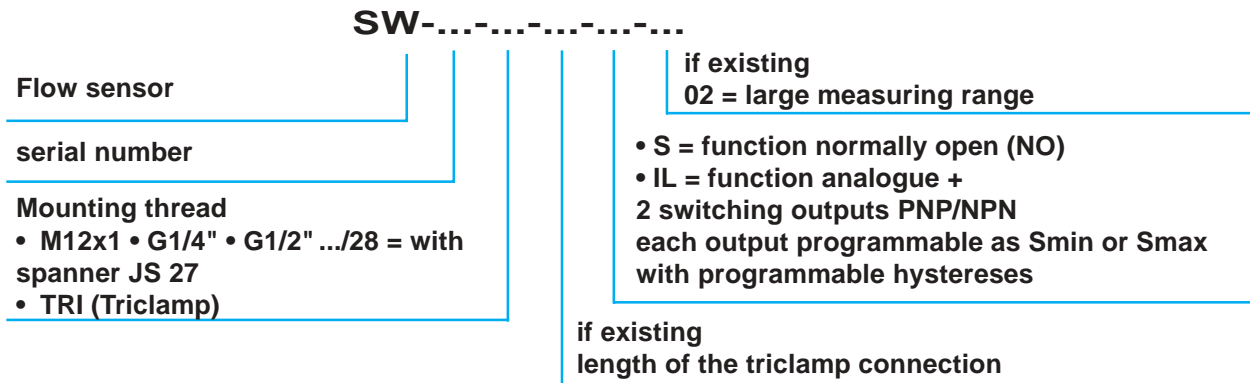 SW-...-...-...-...-...
Flow sensor
serial number
Mounting thread
• M12x1 • G1/4" • G1/2" .../28 = with
spanner JS 27
• TRI (Triclamp)
if existing
02 = large measuring range
• S = function normally open (NO)
• IL = function analogue +
2 switching outputs PNP/NPN
each output programmable as Smin or Smax
with programmable hystereses
if existing
length of the triclamp connection